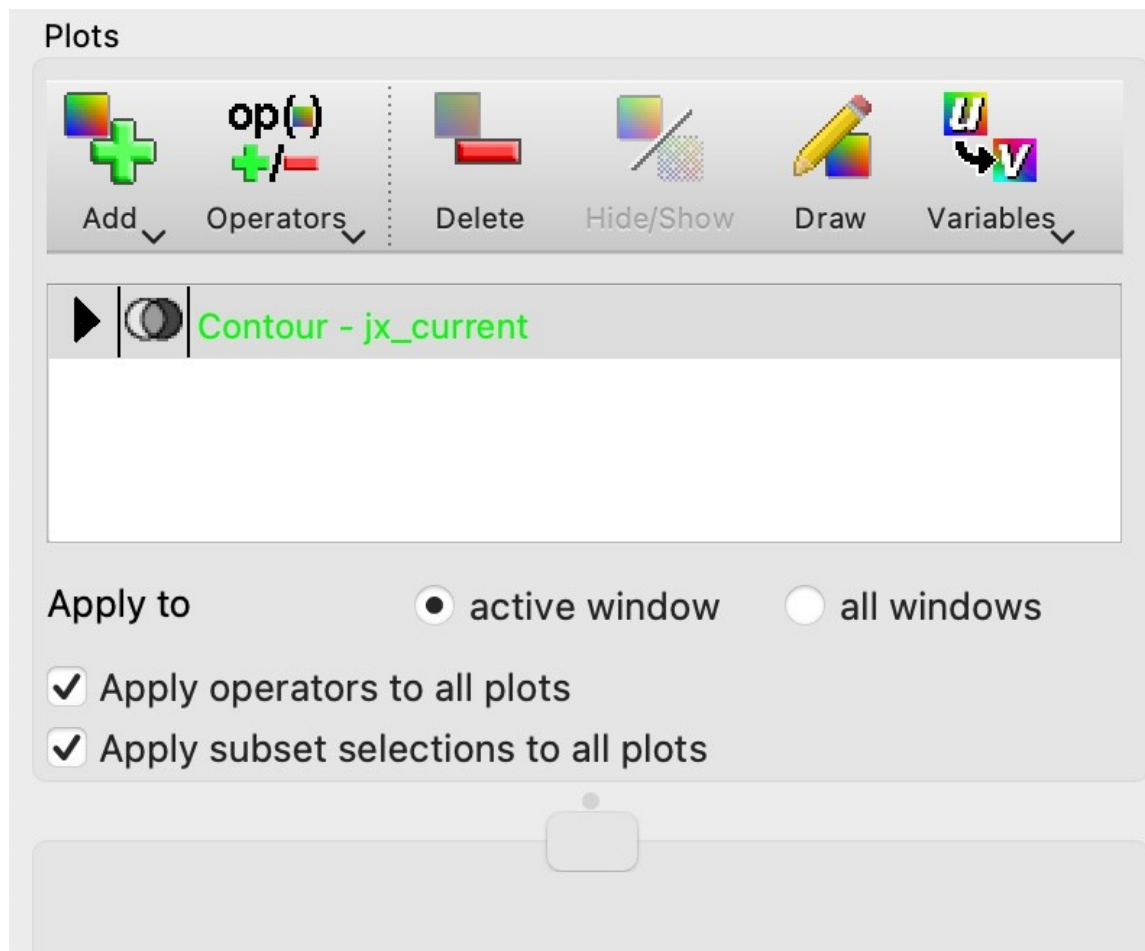 Plots
op( )
+/−
u
v
Add Operators Delete Hide/Show Draw Variables
Contour - jx_current
Apply to active window all windows
Apply operators to all plots
Apply subset selections to all plots